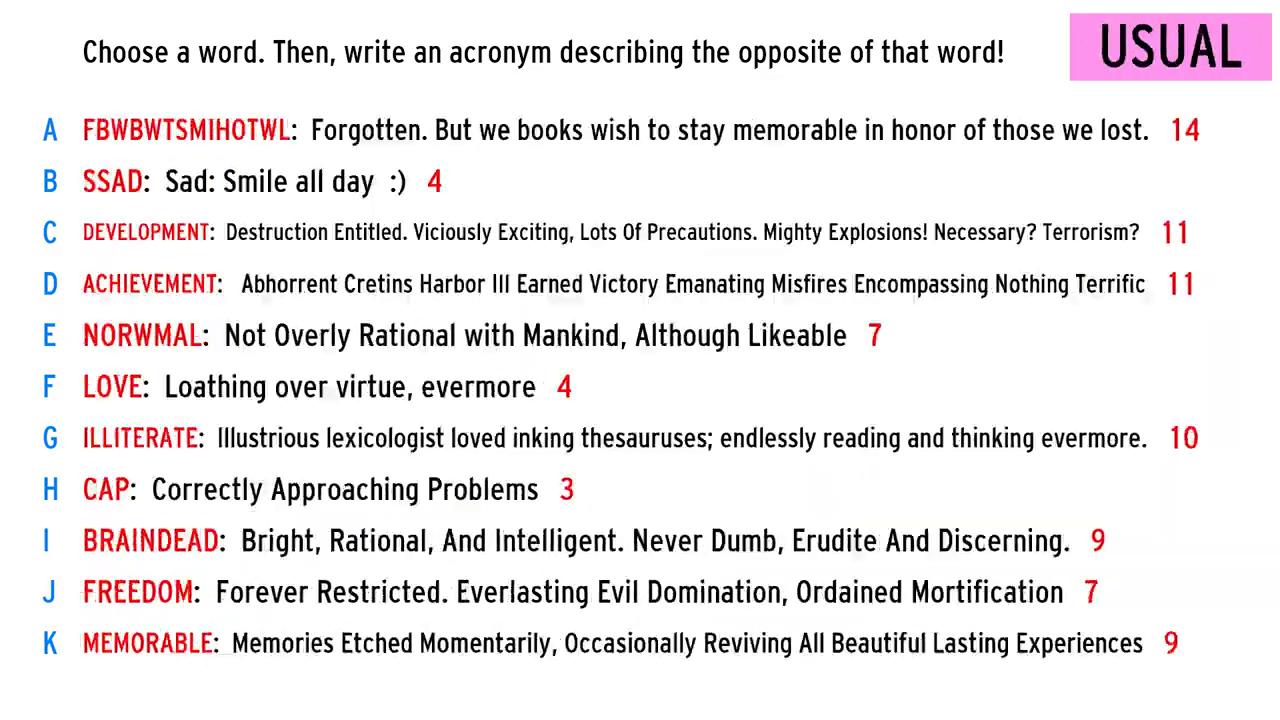 Choose a word. Then, write an acronym describing the opposite of that word!
USUAL
A FBWBWTSMIHOTWL: Forgotten. But we books wish to stay memorable in honor of those we lost. 14
B SSAD: Sad: Smile all day :) 4
C DEVELOPMENT: Destruction Entitled. Viciously Exciting, Lots Of Precautions. Mighty Explosions! Necessary? Terrorism? 11
D ACHIEVEMENT: Abhorrent Cretins Harbor Ill Earned Victory Emanating Misfires Encompassing Nothing Terrific 11
E NORWMAL: Not Overly Rational with Mankind, Although Likeable 7
F LOVE: Loathing over virtue, evermore 4
G ILLITERATE: Illustrious lexicologist loved inking thesauruses; endlessly reading and thinking evermore. 10
H CAP: Correctly Approaching Problems 3
I BRAINDEAD: Bright, Rational, And Intelligent. Never Dumb, Erudite And Discerning. 9
J FREEDOM: Forever Restricted. Everlasting Evil Domination, Ordained Mortification 7
K MEMORABLE: Memories Etched Momentarily, Occasionally Reviving All Beautiful Lasting Experiences 9